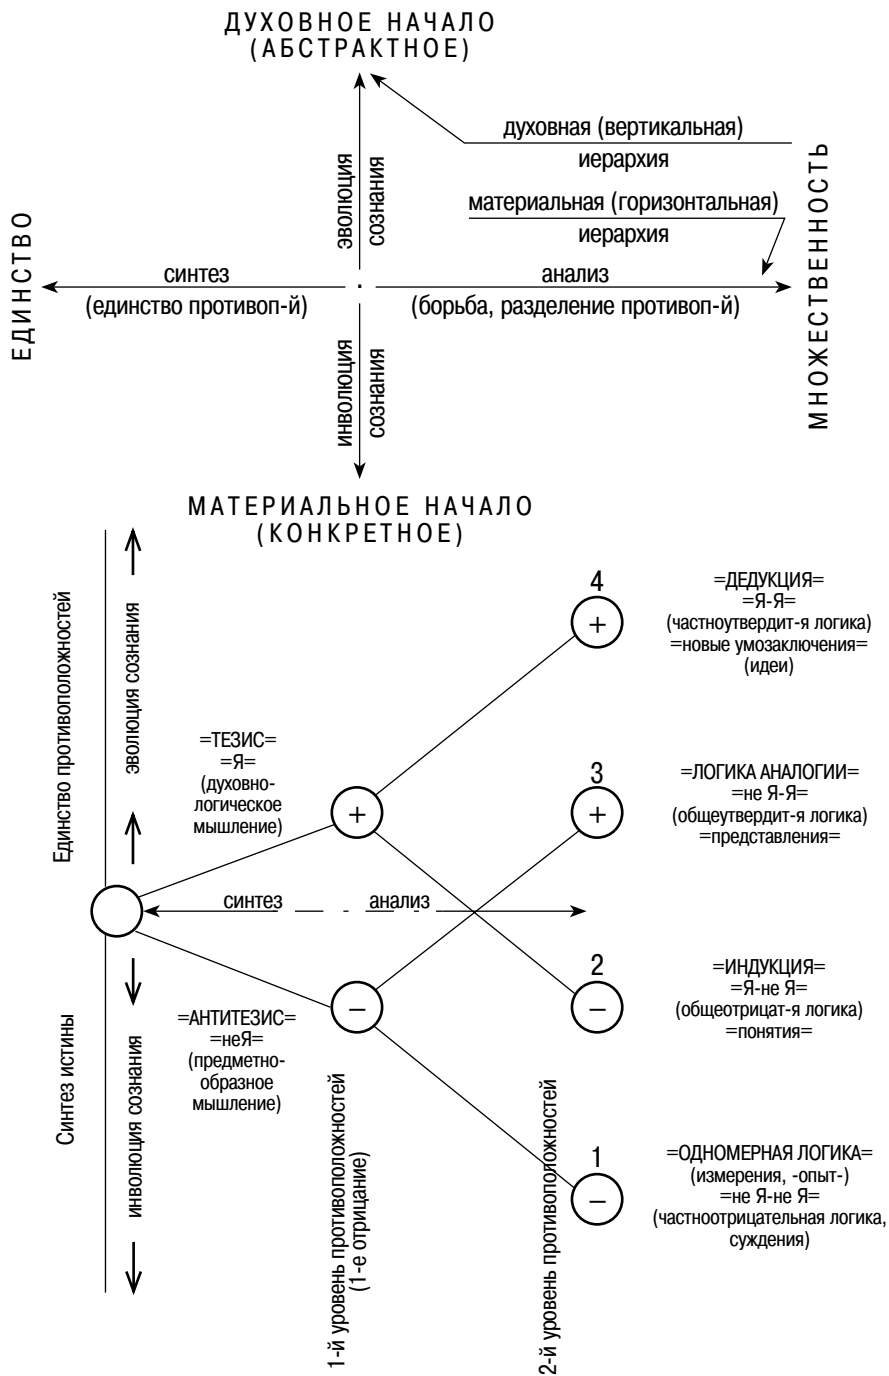 ДУХОВНОЕ НАЧАЛО
(АБСТРАКТНОЕ)
духовная (вертикальная)
иерархия
материальная (горизонтальная)
иерархия
эволюция
сознания
ЕДИНСТВО
МНОЖЕСТВЕННОСТЬ
синтез
(единство противоп-й)
анализ
(борьба, разделение противоп-й)
инволюция
сознания
МАТЕРИАЛЬНОЕ НАЧАЛО
(КОНКРЕТНОЕ)
Единство противоположностей
эволюция сознания
4
+
=ДЕДУКЦИЯ=
=Я-Я=
(частноутвердит-я логика)
=новые умозаключения=
(идеи)
=ТЕЗИС=
=Я=
(духовно-
логическое
мышление)
+
3
+
=ЛОГИКА АНАЛОГИИ=
=не Я-Я=
(общеутвердит-я логика)
=представления=
синтез
анализ
=АНТИТЕЗИС=
=неЯ=
(предметно-
образное
мышление)
–
2
–
=ИНДУКЦИЯ=
=Я-не Я=
(общеотрицат-я логика)
=понятия=
Синтез истины
инволюция сознания
1
–
=ОДНОМЕРНАЯ ЛОГИКА=
(измерения, -опыт-)
=не Я-не Я=
(частноотрицательная логика,
суждения)
1-й уровень противоположностей
(1-е отрицание)
2-й уровень противоположностей